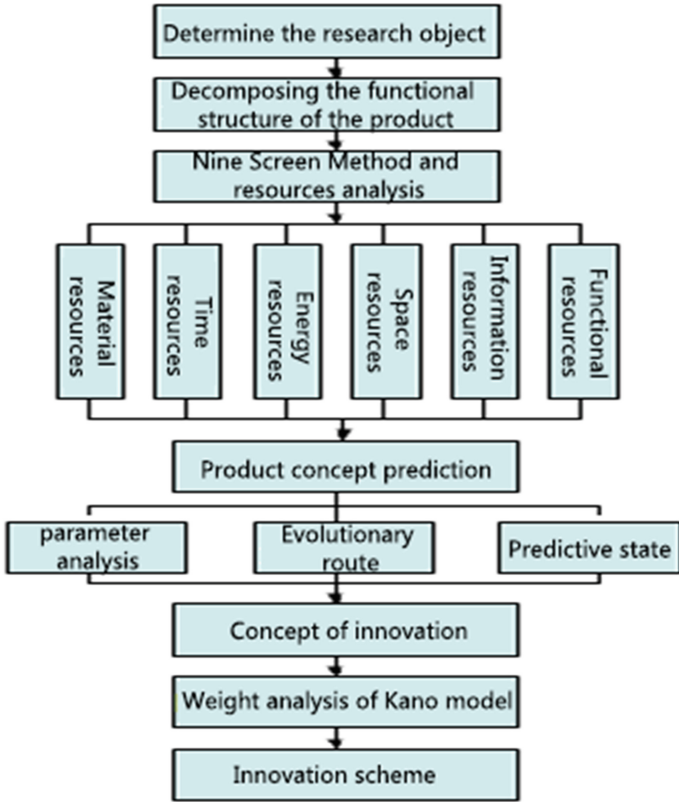 Determine the research object
Decomposing the functional
structure of the product
Nine Screen Method and
resources analysis
Material
resources
Time
resources
Energy
resources
Space
resources
Information
resources
Functional
resources
Product concept prediction
parameter
analysis
Evolutionary
route
Predictive state
Concept of innovation
Weight analysis of Kano model
Innovation scheme